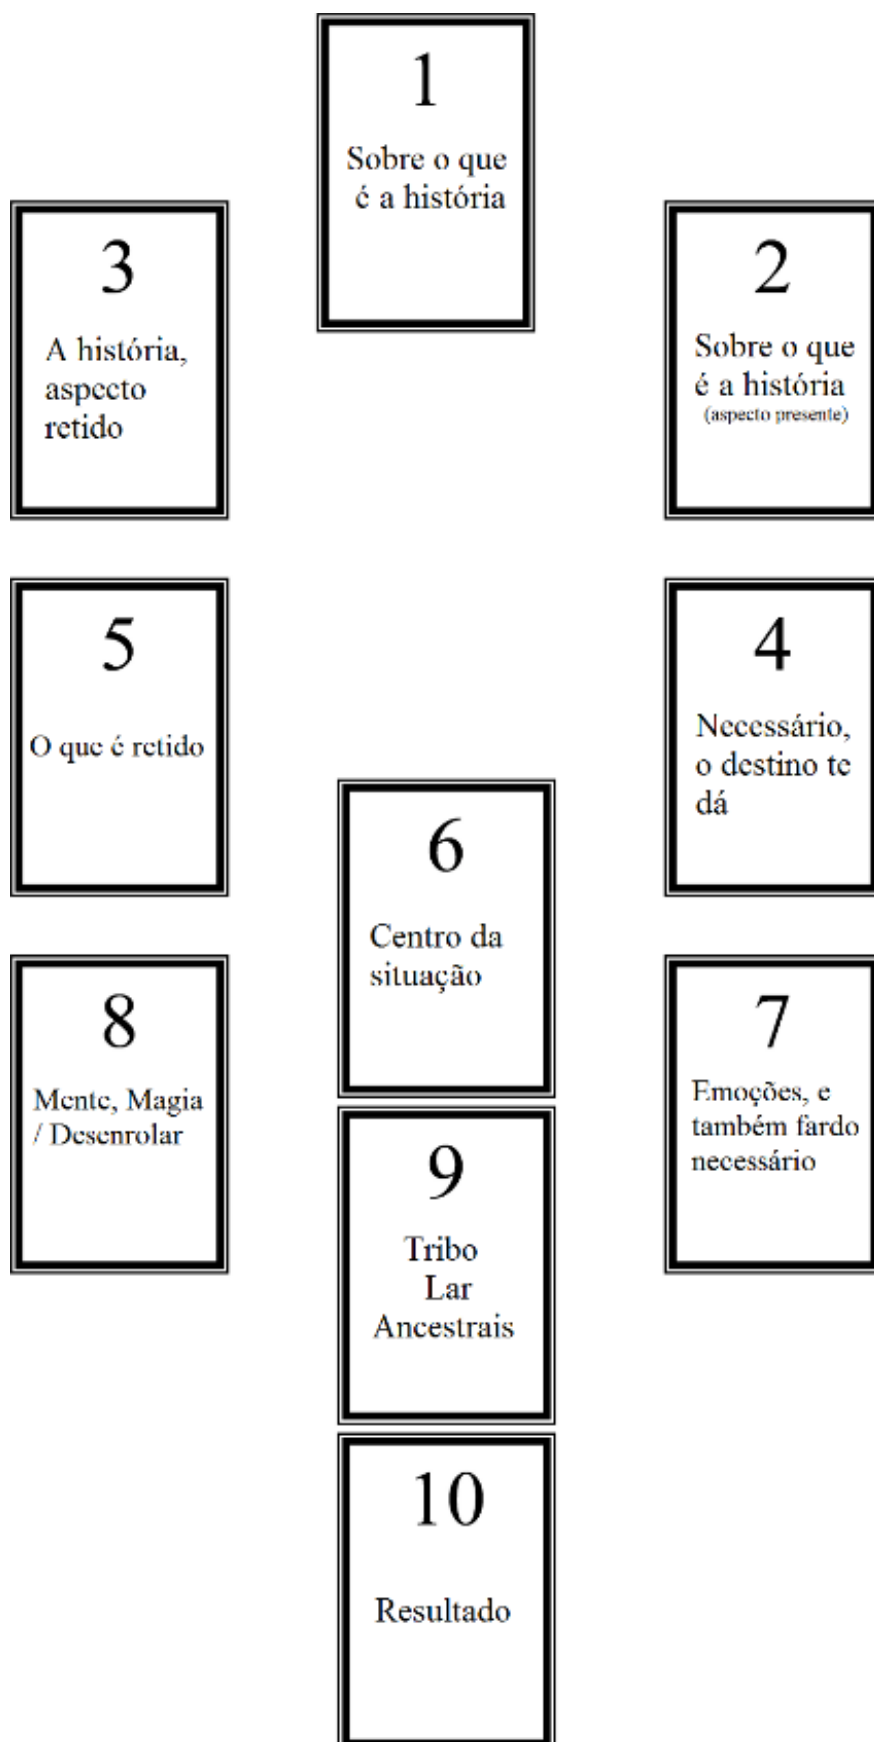 1
Sobre o que
é a história
2
Sobre o que
é a história
(aspecto presente)
3
A história,
aspecto
retido
4
Necessário,
o destino te
dá
5
O que é retido
6
Centro da
situação
7
Emoções, e
também fardo
necessário
8
Mente, Magia
/ Desenrolar
9
Tribo
Lar
Ancestrais
10
Resultado